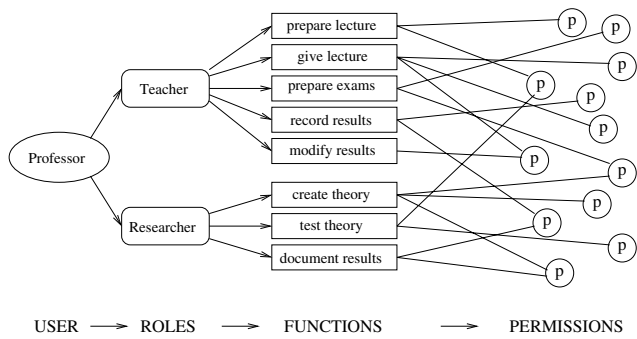 prepare lecture
give lecture
prepare exams
record results
modify results
create theory
test theory
document results
Teacher
Researcher
Professor
p
p
p
p
p
p
p
p
p
p
p
p
USER ROLES FUNCTIONS PERMISSIONS